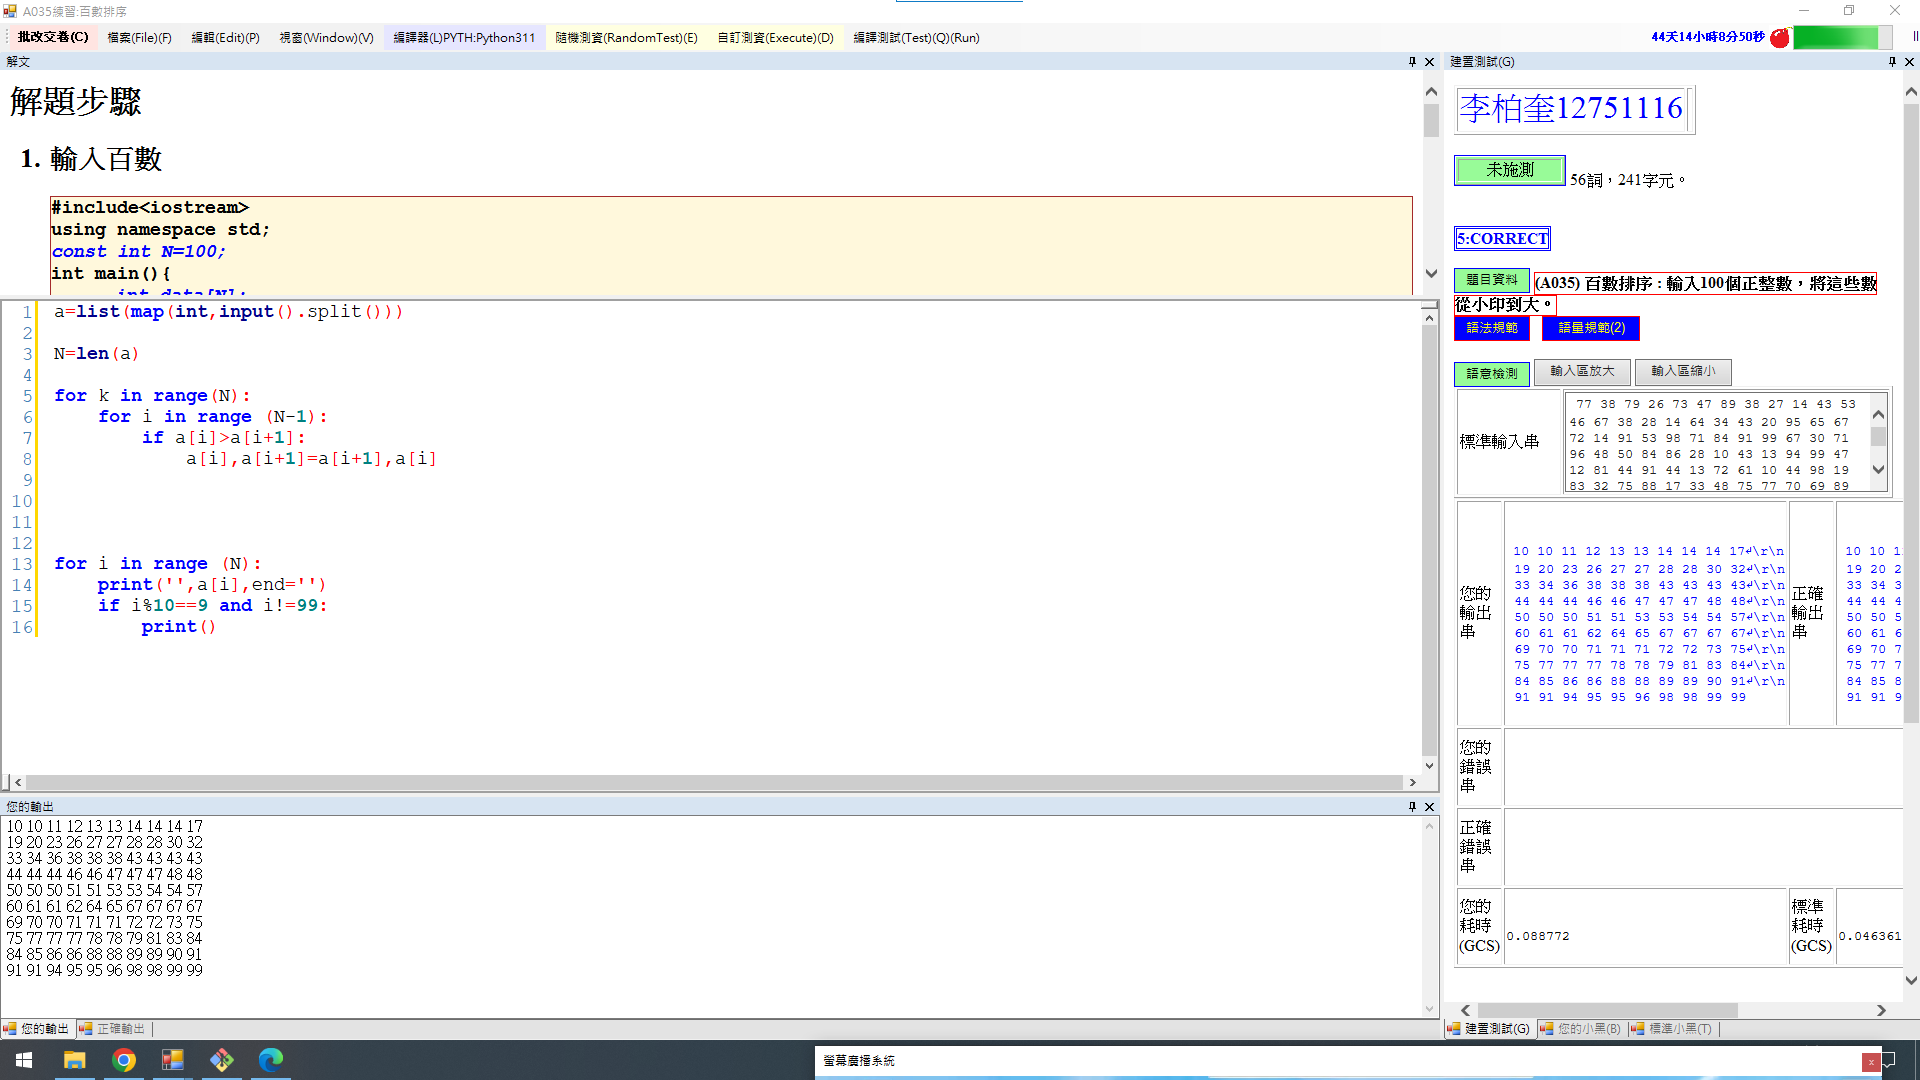 A035練習:百數排序
批改交卷(C) 檔案(File)(F) 編輯(Edit)(P) 視窗(Window)(V) 編譯器(L)PYTH:Python311 隨機測資(RandomTest)(E) 自訂測資(Execute)(D) 編譯測試(Test)(Q)(Run)
44天14小時8分50秒
解文
解題步驟
1. 輸入百數
#include<iostream>
using namespace std;
const int N=100;
int main(){
int data[N];
1 a=list(map(int,input().split()))
2
3 N=len(a)
4
5 for k in range(N):
6 for i in range (N-1):
7 if a[i]>a[i+1]:
8 a[i],a[i+1]=a[i+1],a[i]
9
10
11
12
13 for i in range (N):
14 print('',a[i],end='')
15 if i%10==9 and i!=99:
16 print()
您的輸出
10 10 11 12 13 13 14 14 14 17
19 20 23 26 27 27 28 28 30 32
33 34 36 38 38 38 43 43 43 43
44 44 44 46 46 47 47 47 48 48
50 50 50 51 51 53 53 54 54 57
60 61 61 62 64 65 67 67 67 67
69 70 70 71 71 71 72 72 73 75
75 77 77 77 78 78 79 81 83 84
84 85 86 86 88 88 89 89 90 91
91 91 94 95 95 96 98 98 99 99
您的輸出 正確輸出
建置測試(G)
李柏奎12751116
未施測 56詞，241字元。
5:CORRECT
題目資料 (A035) 百數排序 : 輸入100個正整數，將這些數
從小印到大。
語法規範 語量規範(2)
語意檢測 輸入區放大 輸入區縮小
標準輸入串
77 38 79 26 73 47 89 38 27 14 43 53
46 67 38 28 14 64 34 43 20 95 65 67
72 14 91 53 98 71 84 91 99 67 30 71
96 48 50 84 86 28 10 43 13 94 99 47
12 81 44 91 44 13 72 61 10 44 98 19
83 32 75 88 17 33 48 75 77 70 69 89
您的輸出串
10 10 11 12 13 13 14 14 14 17↵\r\n
19 20 23 26 27 27 28 28 30 32↵\r\n
33 34 36 38 38 38 43 43 43 43↵\r\n
44 44 44 46 46 47 47 47 48 48↵\r\n
50 50 50 51 51 53 53 54 54 57↵\r\n
60 61 61 62 64 65 67 67 67 67↵\r\n
69 70 70 71 71 71 72 72 73 75↵\r\n
75 77 77 77 78 78 79 81 83 84↵\r\n
84 85 86 86 88 88 89 89 90 91↵\r\n
91 91 94 95 95 96 98 98 99 99
正確輸出串
10 10 1
19 20 2
33 34 3
44 44 4
50 50 5
60 61 6
69 70 7
75 77 7
84 85 8
91 91 9
您的錯誤串
正確錯誤串
您的耗時(GCS) 0.088772 標準耗時(GCS) 0.046361
建置測試(G) 您的小黑(B) 標準小黑(T)
螢幕廣播系統